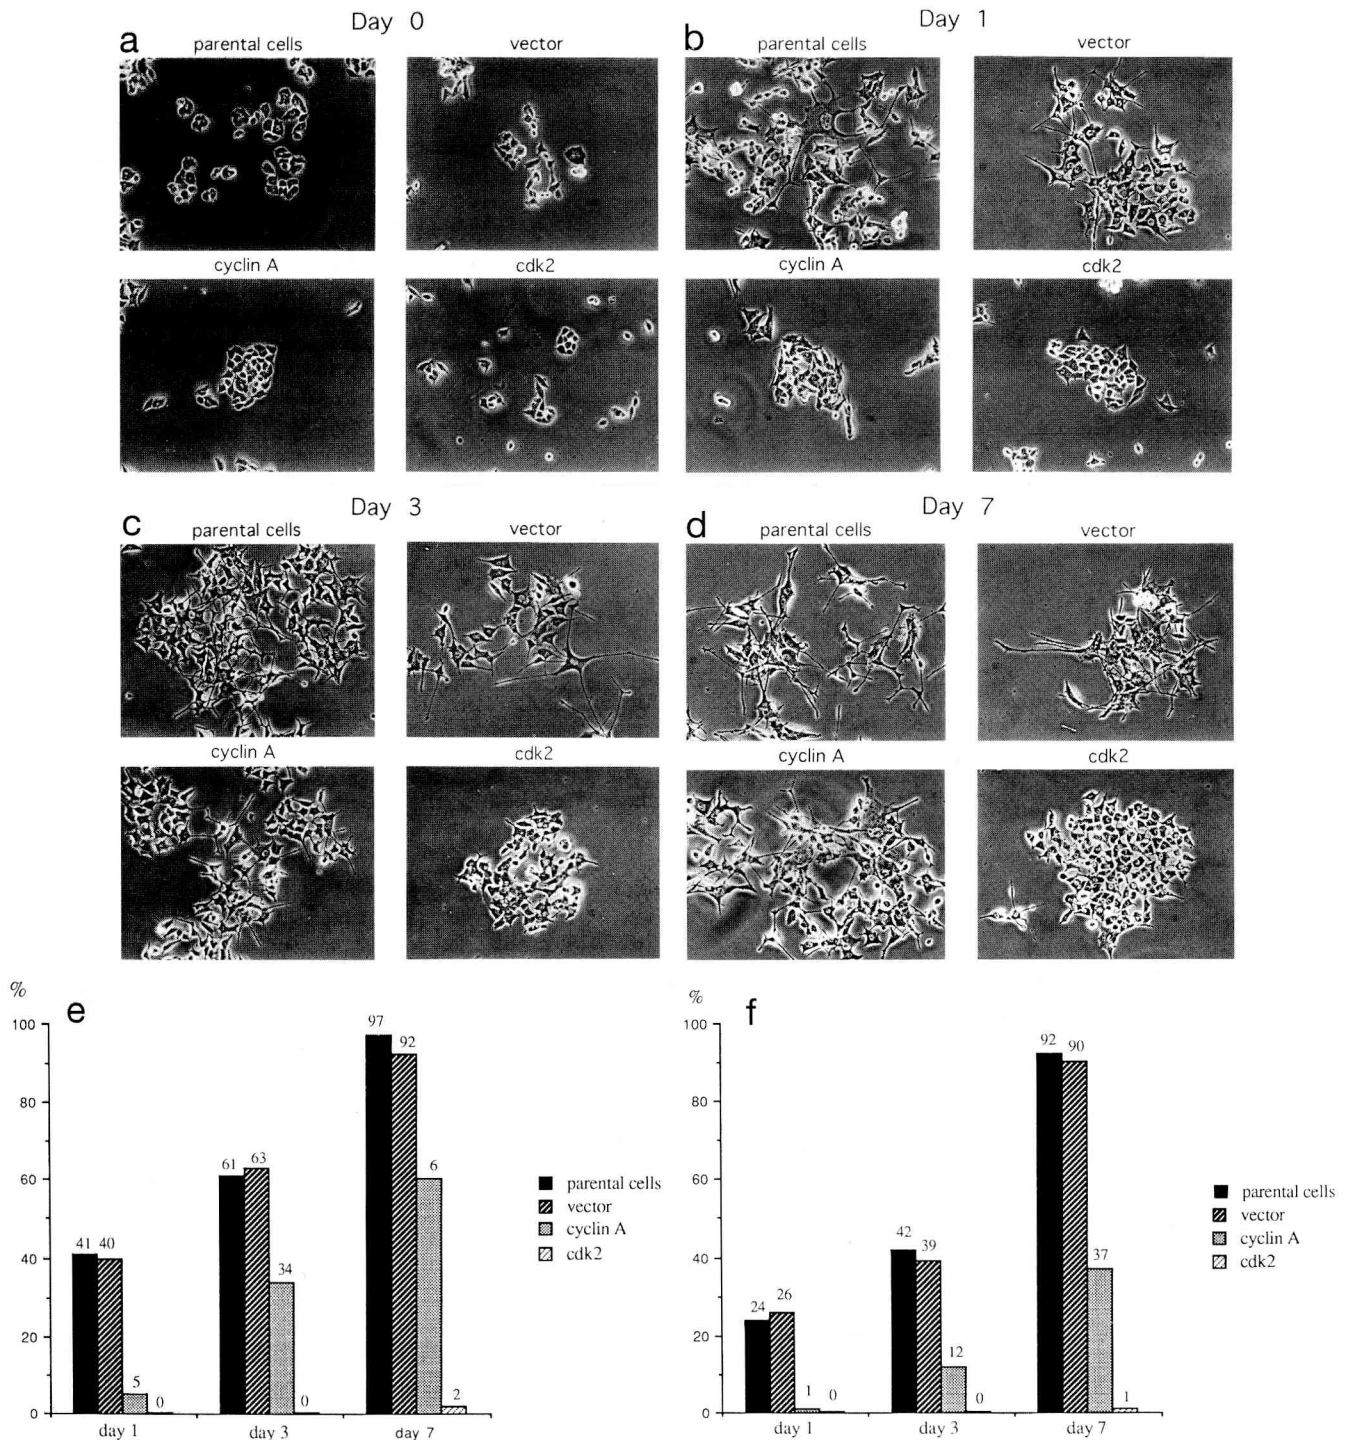 Day 0
a
parental cells
vector
cyclin A
cdk2
Day 1
b
parental cells
vector
cyclin A
cdk2
Day 3
c
parental cells
vector
cyclin A
cdk2
Day 7
d
parental cells
vector
cyclin A
cdk2
e
%
100
80
60
40
20
0
41 40 5 0
61 63 34 0
97 92 6 2
day 1 day 3 day 7
parental cells
vector
cyclin A
cdk2
f
%
100
80
60
40
20
0
24 26 1 0
42 39 12 0
92 90 37 1
day 1 day 3 day 7
parental cells
vector
cyclin A
cdk2